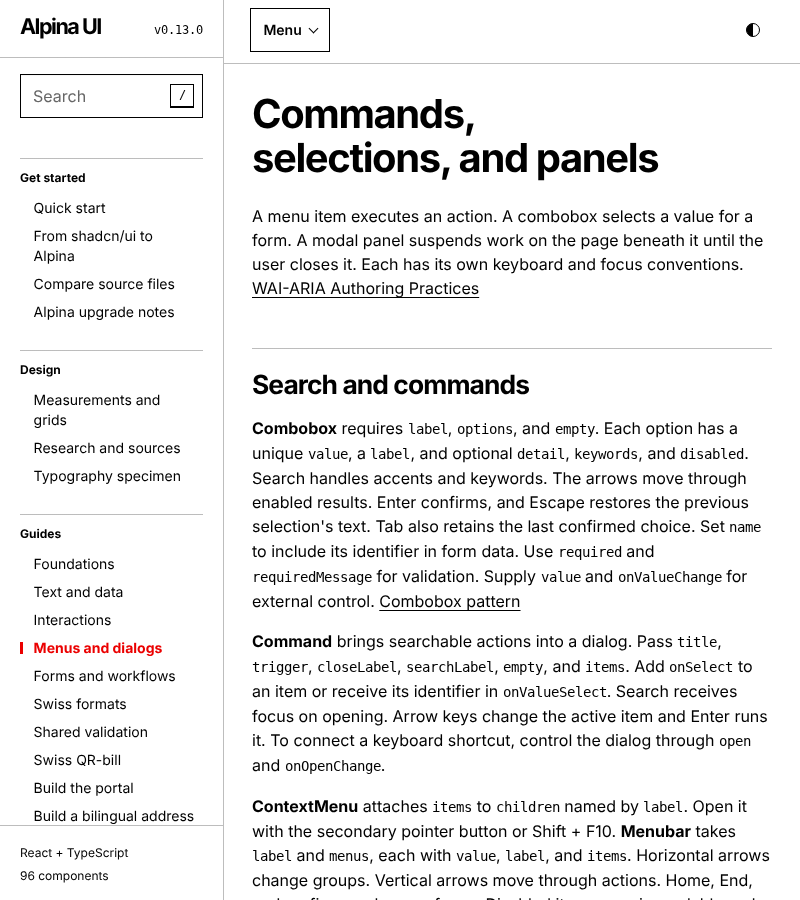 Alpina UI
v0.13.0
Search
/
Get started
Quick start
From shadcn/ui to
Alpina
Compare source files
Alpina upgrade notes
Design
Measurements and
grids
Research and sources
Typography specimen
Guides
Foundations
Text and data
Interactions
Menus and dialogs
Forms and workflows
Swiss formats
Shared validation
Swiss QR-bill
Build the portal
Build a bilingual address
React + TypeScript
96 components
Menu
Commands,
selections, and panels
A menu item executes an action. A combobox selects a value for a
form. A modal panel suspends work on the page beneath it until the
user closes it. Each has its own keyboard and focus conventions.
WAI-ARIA Authoring Practices
Search and commands
Combobox requires label, options, and empty. Each option has a
unique value, a label, and optional detail, keywords, and disabled.
Search handles accents and keywords. The arrows move through
enabled results. Enter confirms, and Escape restores the previous
selection's text. Tab also retains the last confirmed choice. Set name
to include its identifier in form data. Use required and
requiredMessage for validation. Supply value and onValueChange for
external control. Combobox pattern
Command brings searchable actions into a dialog. Pass title,
trigger, closeLabel, searchLabel, empty, and items. Add onSelect to
an item or receive its identifier in onValueSelect. Search receives
focus on opening. Arrow keys change the active item and Enter runs
it. To connect a keyboard shortcut, control the dialog through open
and onOpenChange.
ContextMenu attaches items to children named by label. Open it
with the secondary pointer button or Shift + F10. Menubar takes
label and menus, each with value, label, and items. Horizontal arrows
change groups. Vertical arrows move through actions. Home, End,